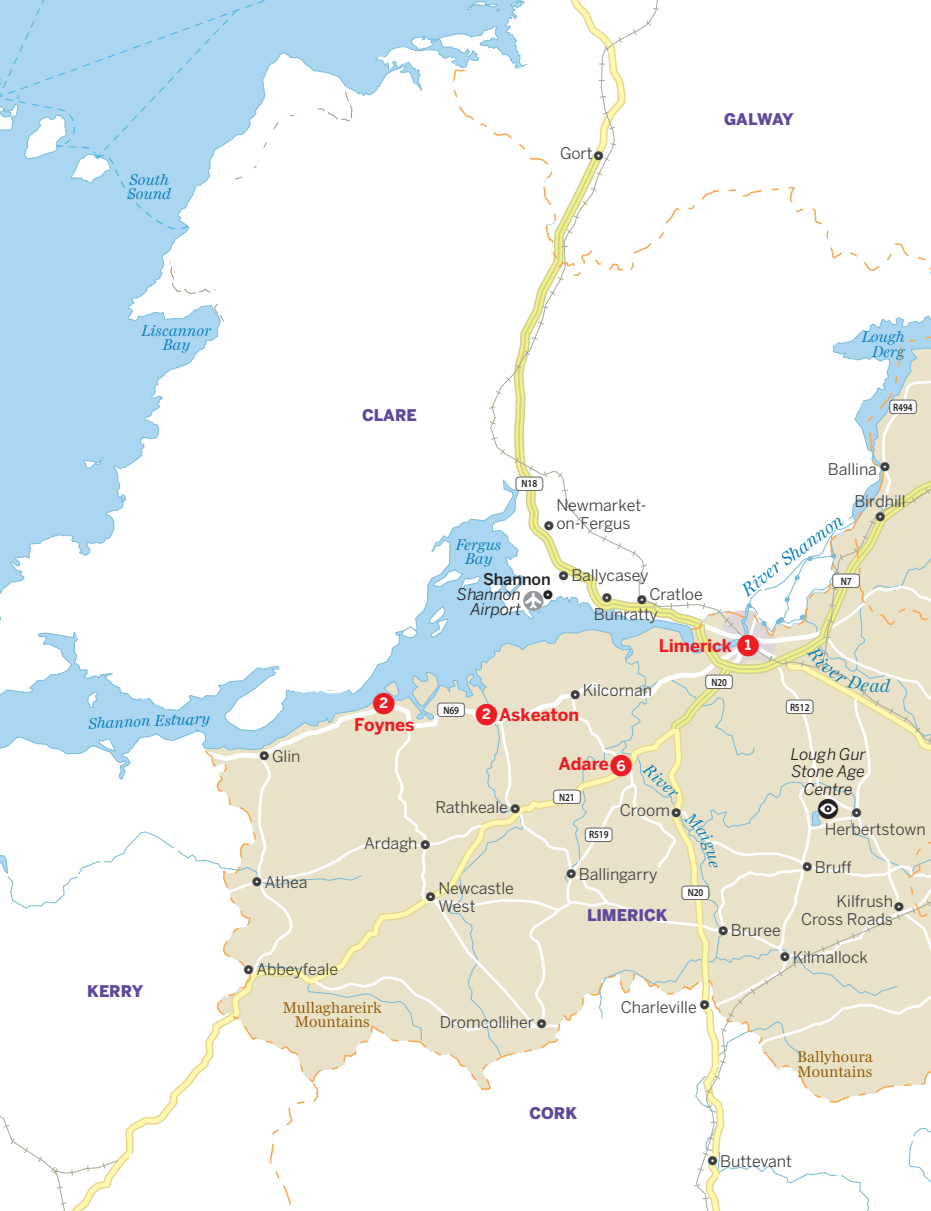 GALWAY
Gort
South
Sound
Liscannor
Bay
Lough
Derg
CLARE
R494
Ballina
N18
Birdhill
Newmarket-
on-Fergus
River Shannon
Fergus
Bay
Shannon
Shannon
Airport
Ballycasey
N7
Cratloe
Bunratty
Limerick 1
River Dead
N20
Kilcornan
2
Foynes
N69
2 Askeaton
R512
Shannon Estuary
Glin
Adare 6
Lough Gur
Stone Age
Centre
River
Maigue
N21
Rathkeale
Croom
Herbertstown
R519
Ardagh
Bruff
Athea
Ballingarry
Newcastle
West
N20
Kilfrush
Cross Roads
LIMERICK
Bruree
Kilmallock
Abbeyfeale
KERRY
Mullaghareirk
Mountains
Charleville
Dromcolliher
Ballyhoura
Mountains
CORK
Buttevant